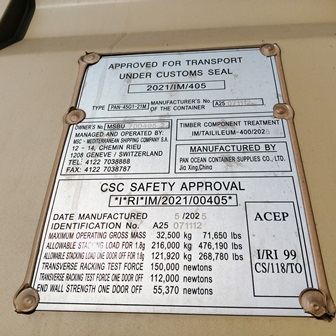 APPROVED FOR TRANSPORT
UNDER CUSTOMS SEAL
2021/IM/405
TYPE PAN-45G1-21M MANUFACTURER'S No. OF THE CONTAINER A25
OWNER'S No MSBU
MANAGED AND OPERATED BY:
MSC - MEDITERRANEAN SHIPPING COMPANY S.A.
12 - 14, CHEMIN RIEU
1208 GENEVE / SWITZERLAND
TEL. 4122 7038888
FAX: 4122 7038787
TIMBER COMPONENT TREATMENT
IM/TAILILEUM-400/2025
MANUFACTURED BY
PAN OCEAN CONTAINER SUPPLIES CO., LTD.
Jia Xing,China
CSC SAFETY APPROVAL
*I*RI*IM/2021/00405*
DATE MANUFACTURED 5/2025
IDENTIFICATION No. A25 071112
MAXIMUM OPERATING GROSS MASS 32,500 kg 71,650 lbs
ALLOWABLE STACKING LOAD FOR 1.8g 216,000 kg 476,190 lbs
ALLOWABLE STACKING LOAD ONE DOOR OFF FOR 1.8g 121,920 kg 268,780 lbs
TRANSVERSE RACKING TEST FORCE 150,000 newtons
TRANSVERSE RACKING TEST FORCE ONE DOOR OFF 112,000 newtons
END WALL STRENGTH ONE DOOR OFF 55,370 newtons
ACEP
I/RI 99
CS/118/TO